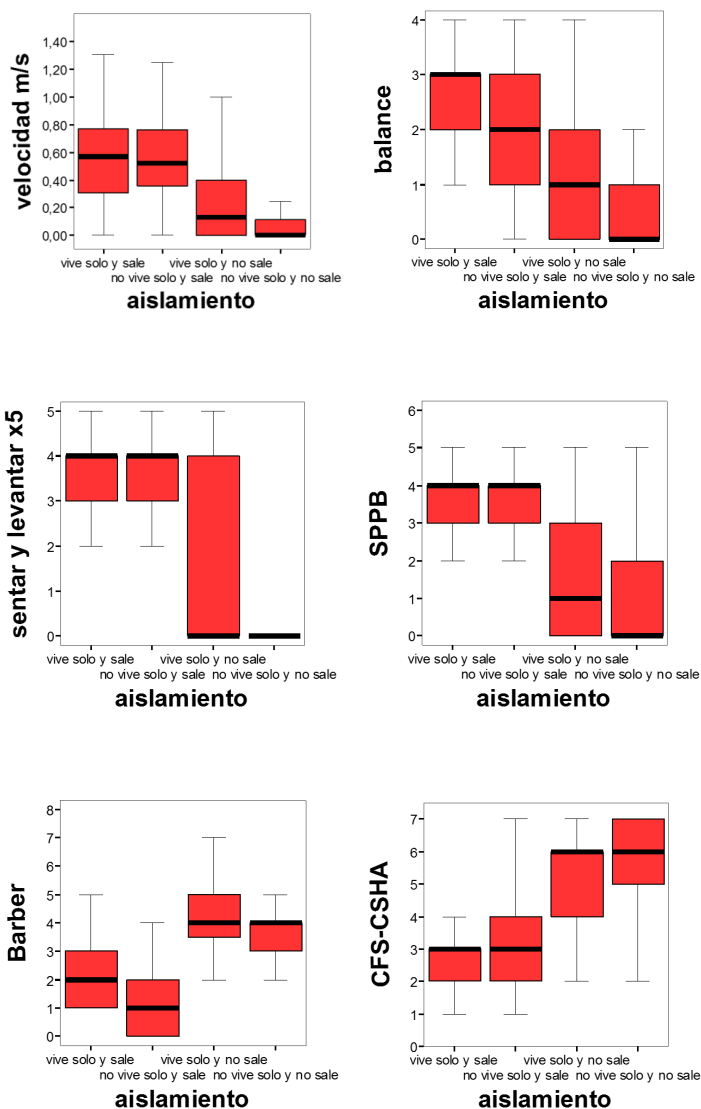 velocidad m/s
1,40
1,20
1,00
0,80
0,60
0,40
0,20
0,00
vive solo y sale
vive solo y no sale
no vive solo y sale
no vive solo y no sale
aislamiento
balance
4
3
2
1
0
vive solo y sale
vive solo y no sale
no vive solo y sale
no vive solo y no sale
aislamiento
sentar y levantar x5
5
4
3
2
1
0
vive solo y sale
vive solo y no sale
no vive solo y sale
no vive solo y no sale
aislamiento
SPPB
6
5
4
3
2
1
0
vive solo y sale
vive solo y no sale
no vive solo y sale
no vive solo y no sale
aislamiento
Barber
8
7
6
5
4
3
2
1
0
vive solo y sale
vive solo y no sale
no vive solo y sale
no vive solo y no sale
aislamiento
CFS-CSHA
7
6
5
4
3
2
1
0
vive solo y sale
vive solo y no sale
no vive solo y sale
no vive solo y no sale
aislamiento